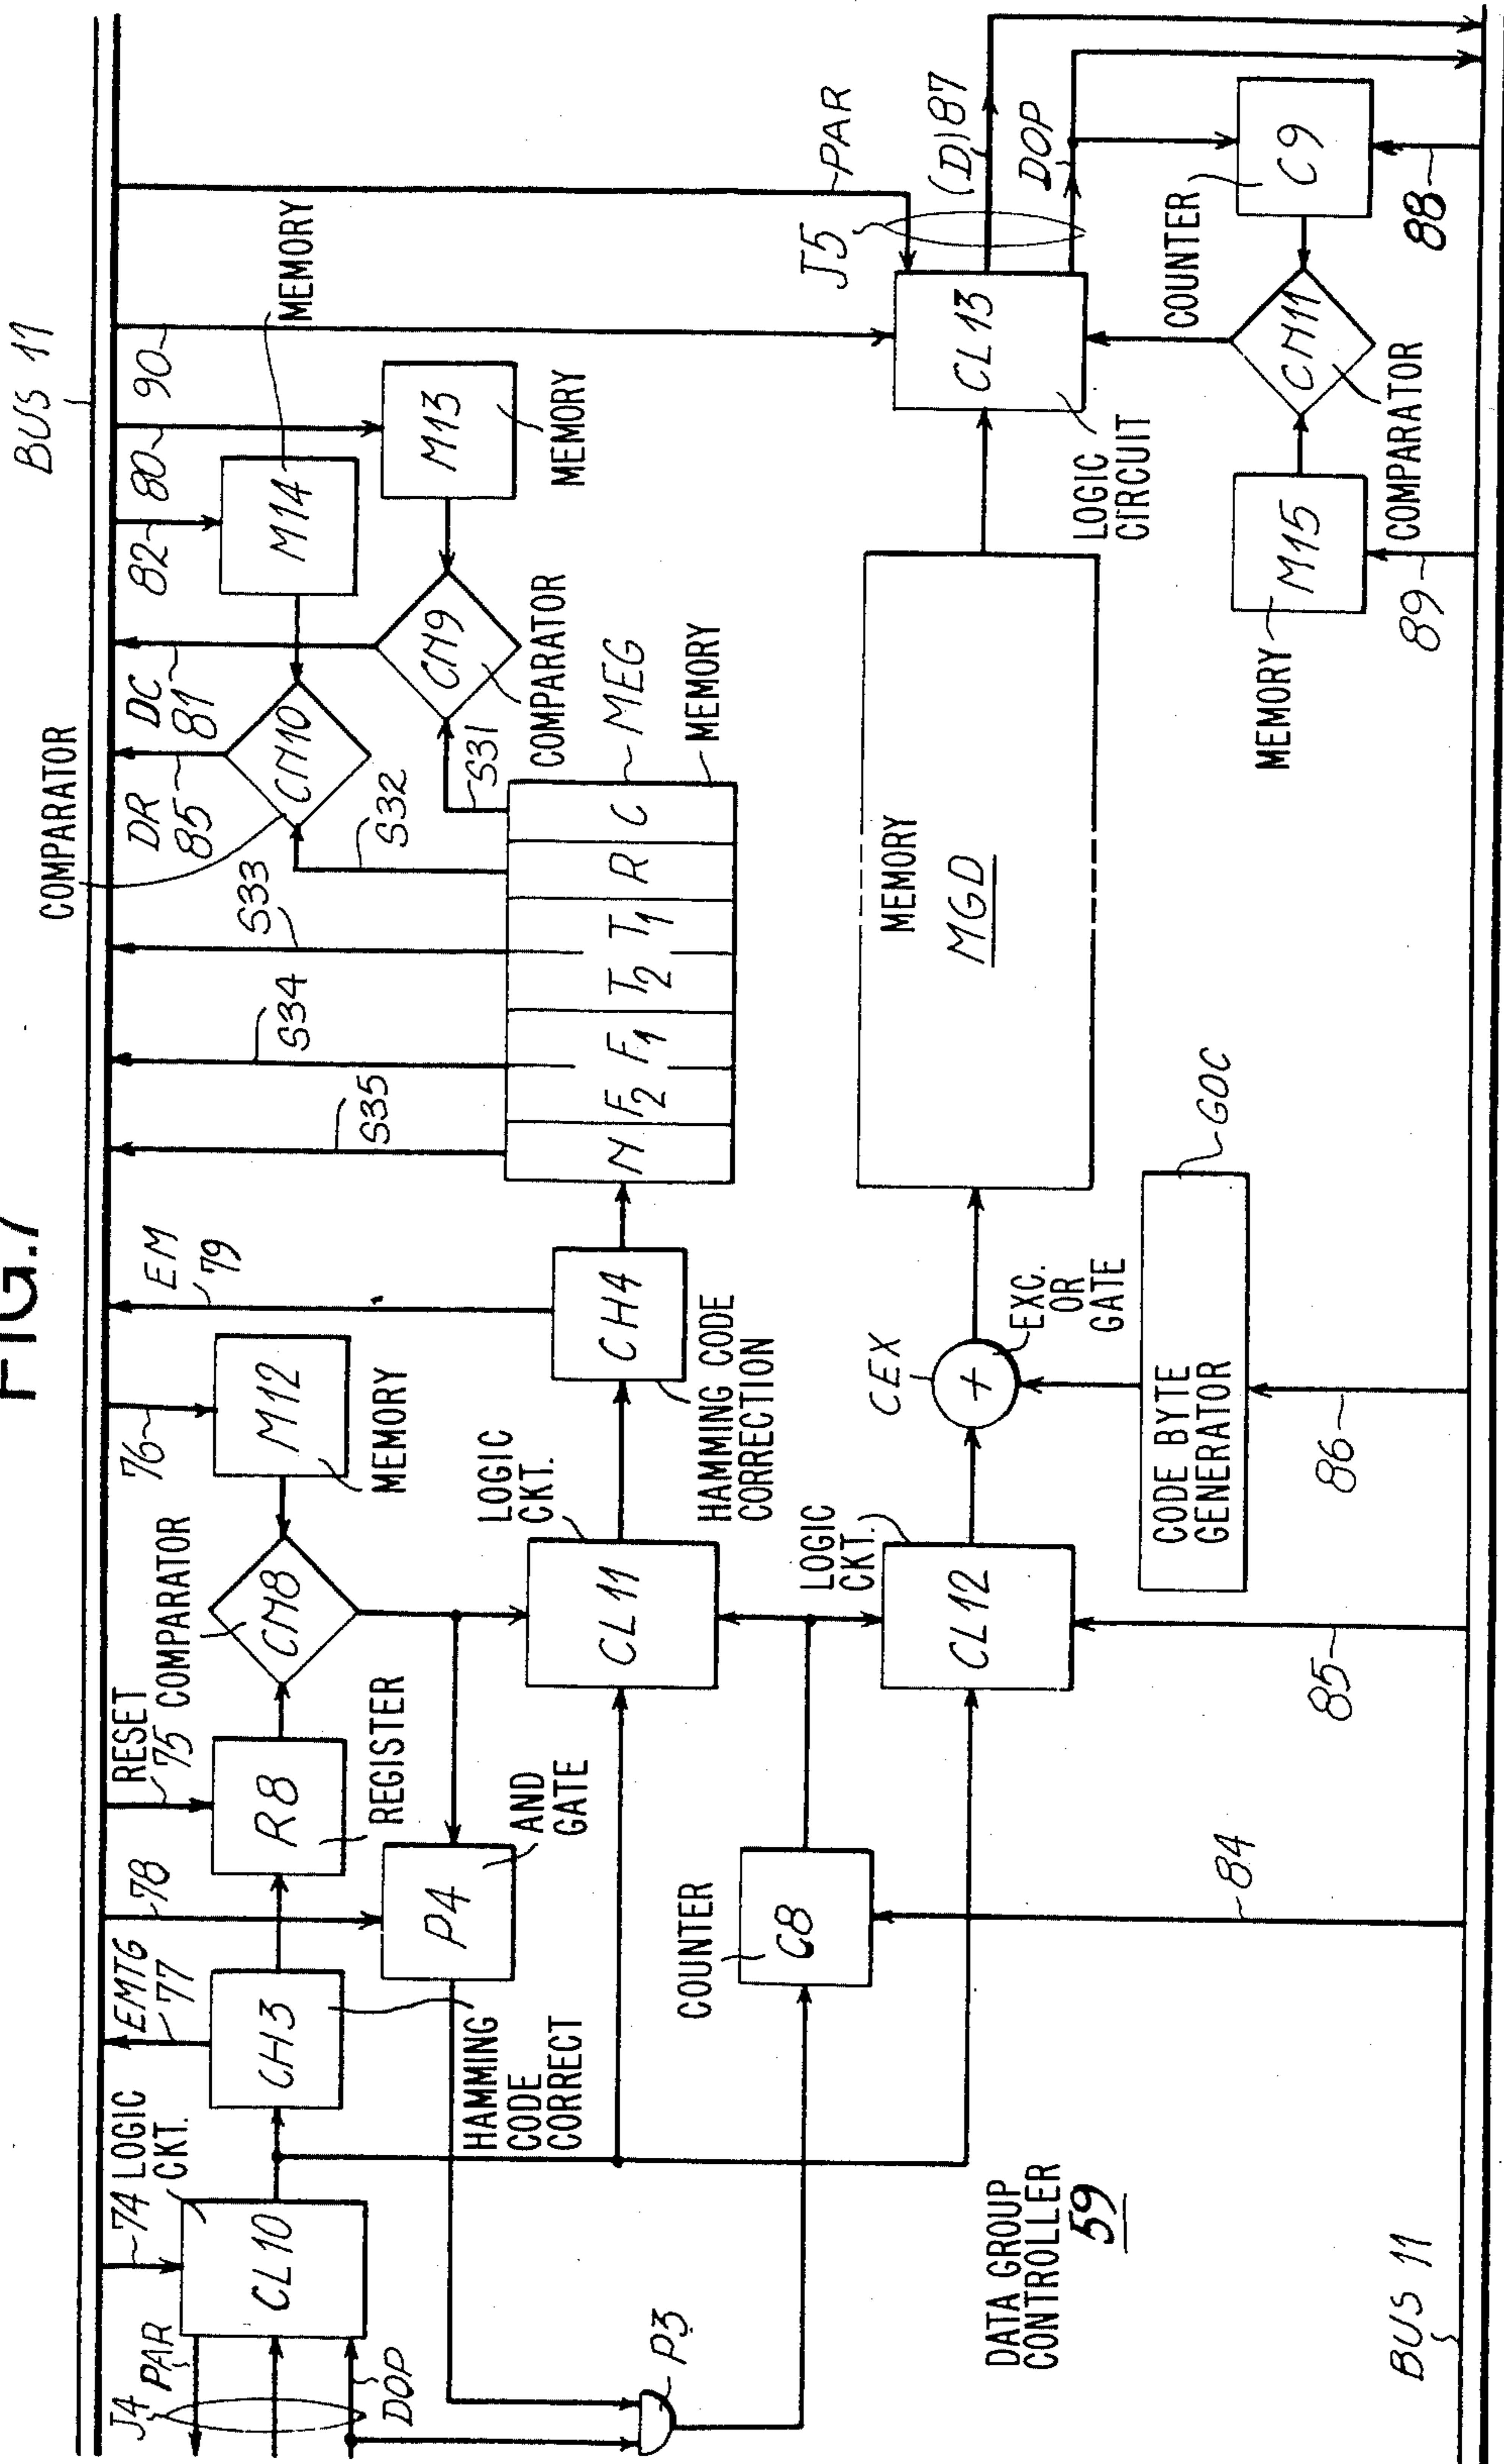 FIG.7
BUS 11
COMPARATOR
J4
PAR
DOP
74
LOGIC
CKT.
CL10
EMTG
77
CH3
HAMMING
CODE
CORRECT
78
RESET
75
R8
REGISTER
P4
AND
GATE
COMPARATOR
CM8
76
M12
MEMORY
EM
79
LOGIC
CKT.
CL11
CH4
HAMMING CODE
CORRECTION
S35
S34
S33
S32
S31
DR
85
DC
81
82
80
90
CM10
M14
MEMORY
CM9
COMPARATOR
M13
MEMORY
M F2 F1 T2 T1 R C
MEG
MEMORY
P3
COUNTER
C8
84
LOGIC
CKT.
CL12
85
CEX
+
EXC.
OR
GATE
CODE BYTE
GENERATOR
GOC
86
MEMORY
MGD
J5
PAR
(D)87
DOP
CL13
LOGIC
CIRCUIT
COUNTER
C9
88
CM11
COMPARATOR
M15
MEMORY
89
DATA GROUP
CONTROLLER
59
BUS 11